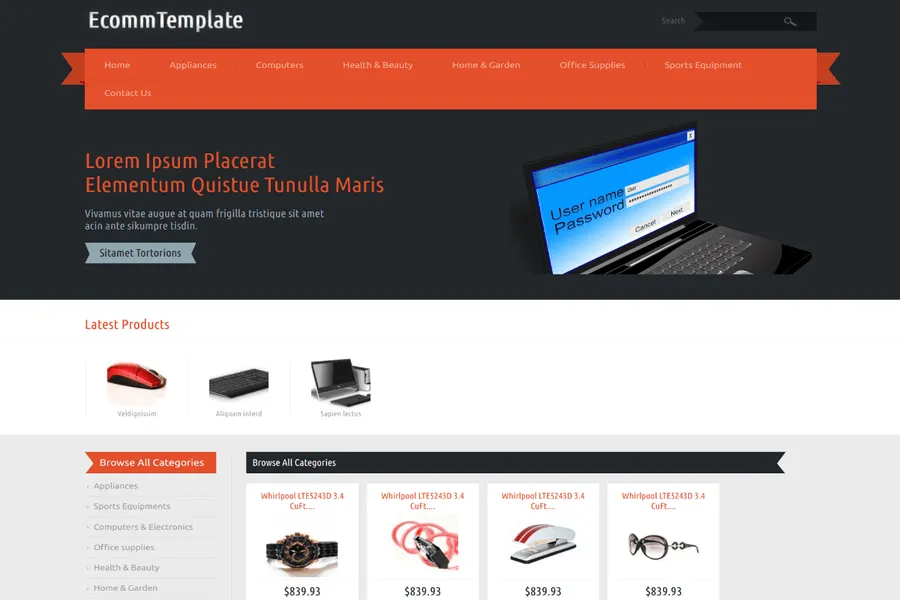 EcommTemplate
Search
Home Appliances Computers Health & Beauty Home & Garden Office Supplies Sports Equipment
Contact Us
Lorem Ipsum Placerat
Elementum Quistue Tunulla Maris
Vivamus vitae augue at quam frigilla tristique sit amet
acin ante sikumpre tisdin.
Sitamet Tortorions
X
User name user
Password ****************
Cancel Next
Latest Products
Veldignissim Aliquam interd Sapien lectus
Browse All Categories
Appliances
Sports Equipments
Computers & Electronics
Office supplies
Health & Beauty
Home & Garden
Browse All Categories
Whirlpool LTE5243D 3.4
CuFt....
$839.93
Whirlpool LTE5243D 3.4
CuFt....
$839.93
Whirlpool LTE5243D 3.4
CuFt....
$839.93
Whirlpool LTE5243D 3.4
CuFt....
$839.93